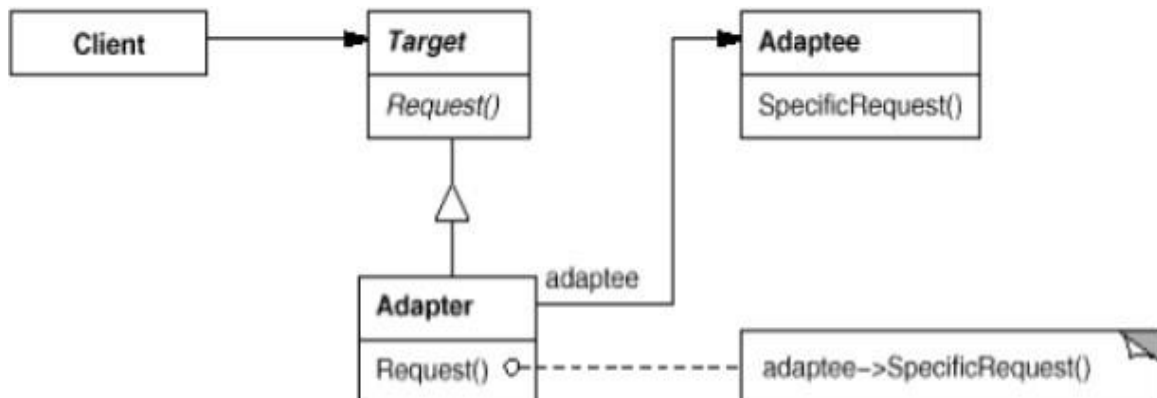 Client
Target
Request()
Adaptee
SpecificRequest()
adaptee
Adapter
Request()
adaptee->SpecificRequest()